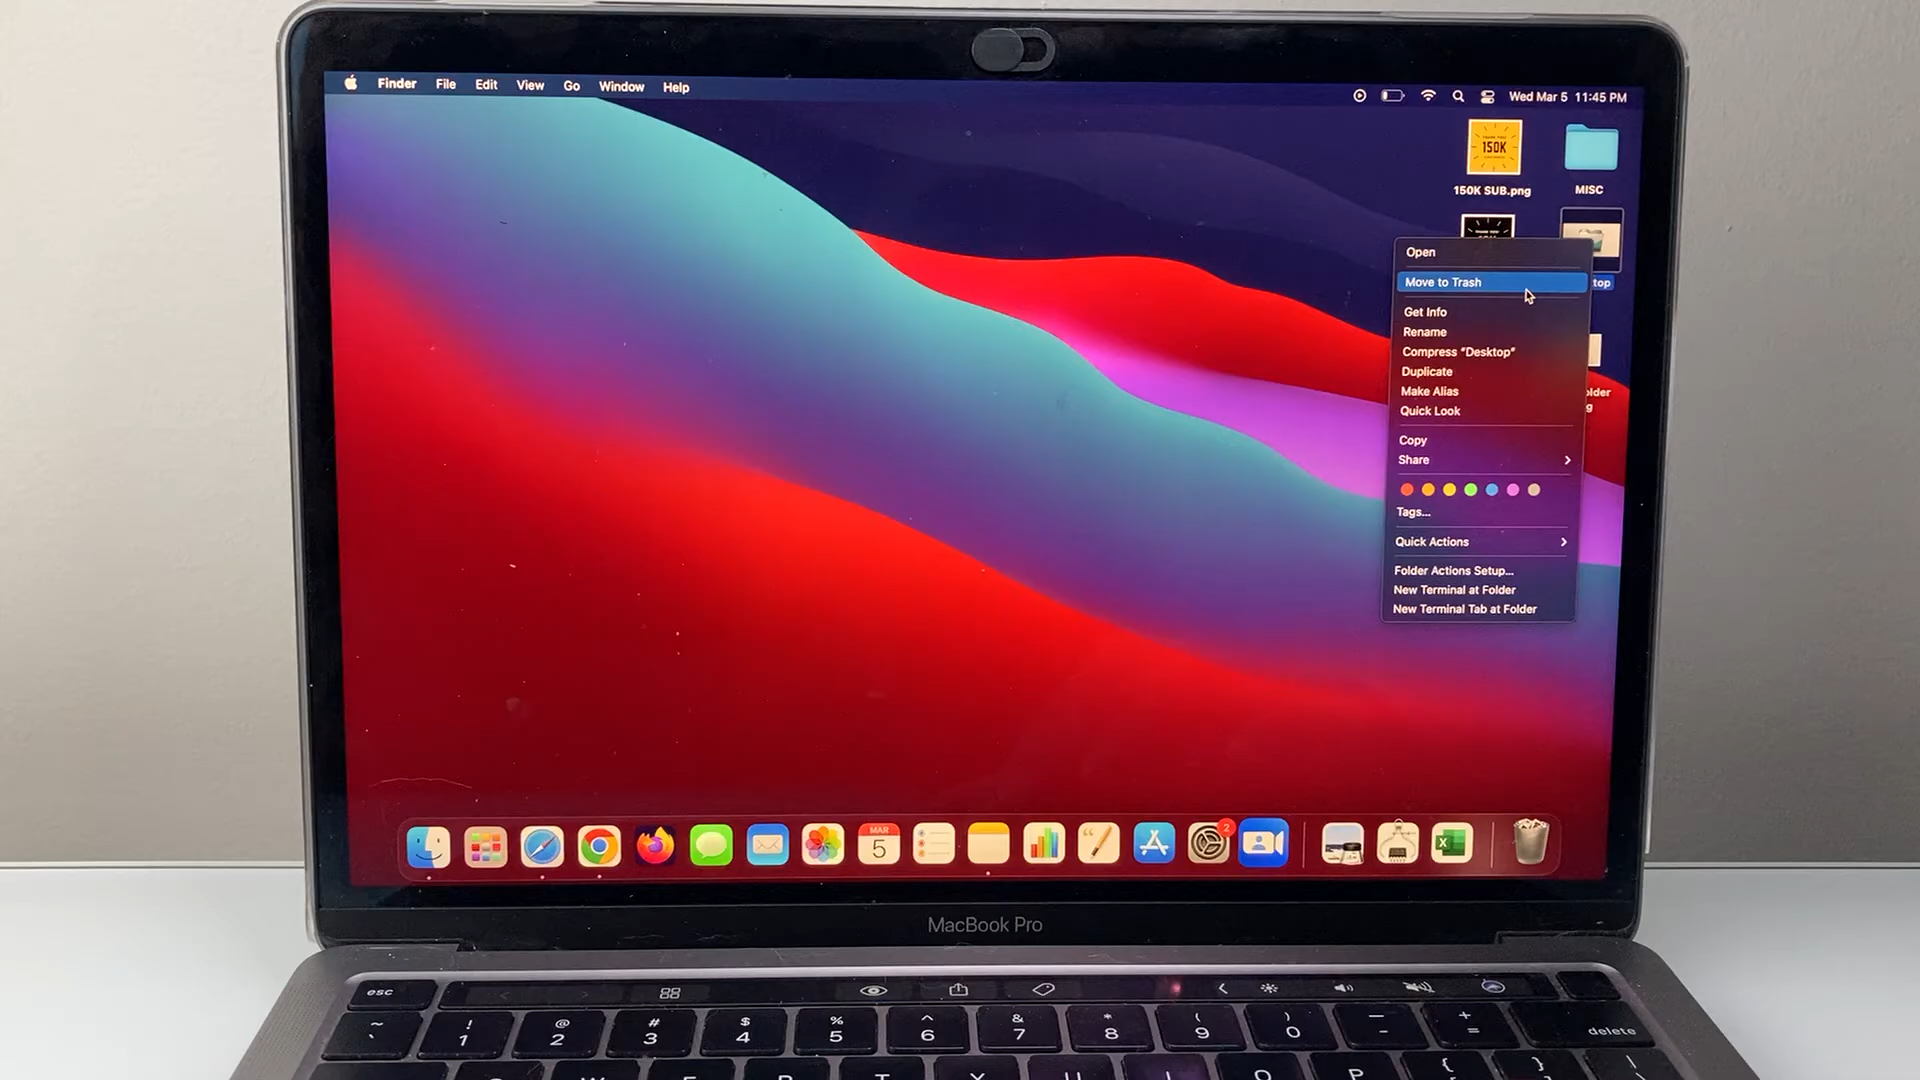 Finder File Edit View Go Window Help
Wed Mar 5 11:45 PM
150K
150K SUB.png
MISC
Open
Move to Trash
top
Get Info
Rename
Compress "Desktop"
Duplicate
Make Alias
Quick Look
older
g
Copy
Share
Tags...
Quick Actions
Folder Actions Setup...
New Terminal at Folder
New Terminal Tab at Folder
MAR
5
2
MacBook Pro
esc
~ ! @ # $ % ^ & * ( ) — +
` 1 2 3 4 5 6 7 8 9 0 - = delete
O P { }